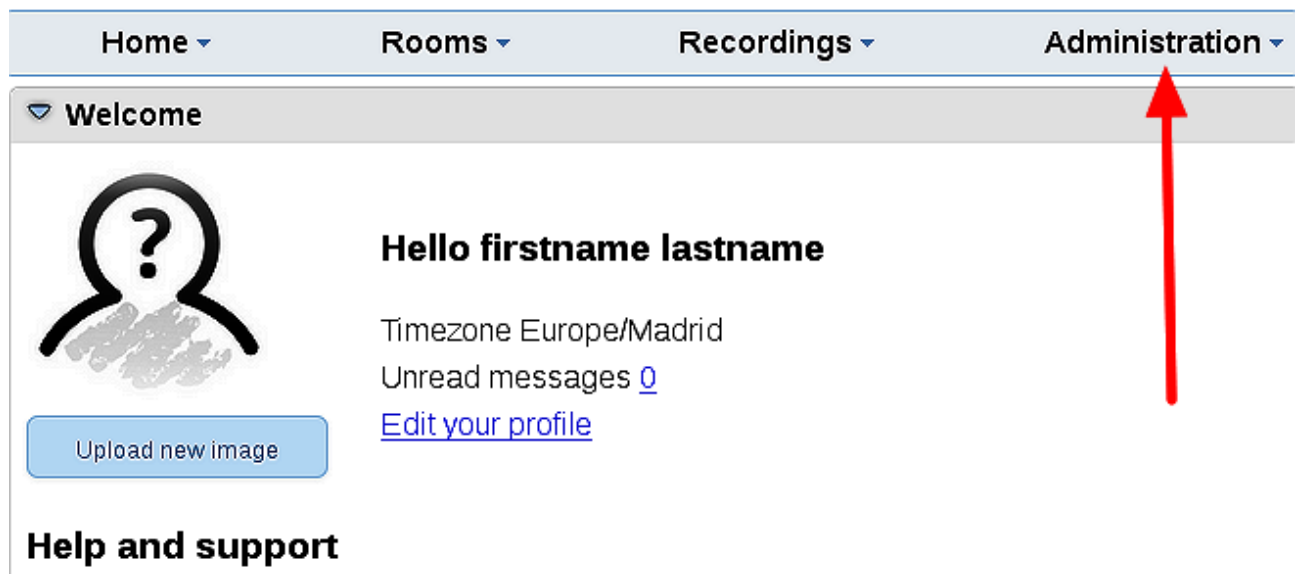 Home Rooms Recordings Administration
Welcome
?
Hello firstname lastname
Timezone Europe/Madrid
Unread messages 0
Edit your profile
Upload new image
Help and support